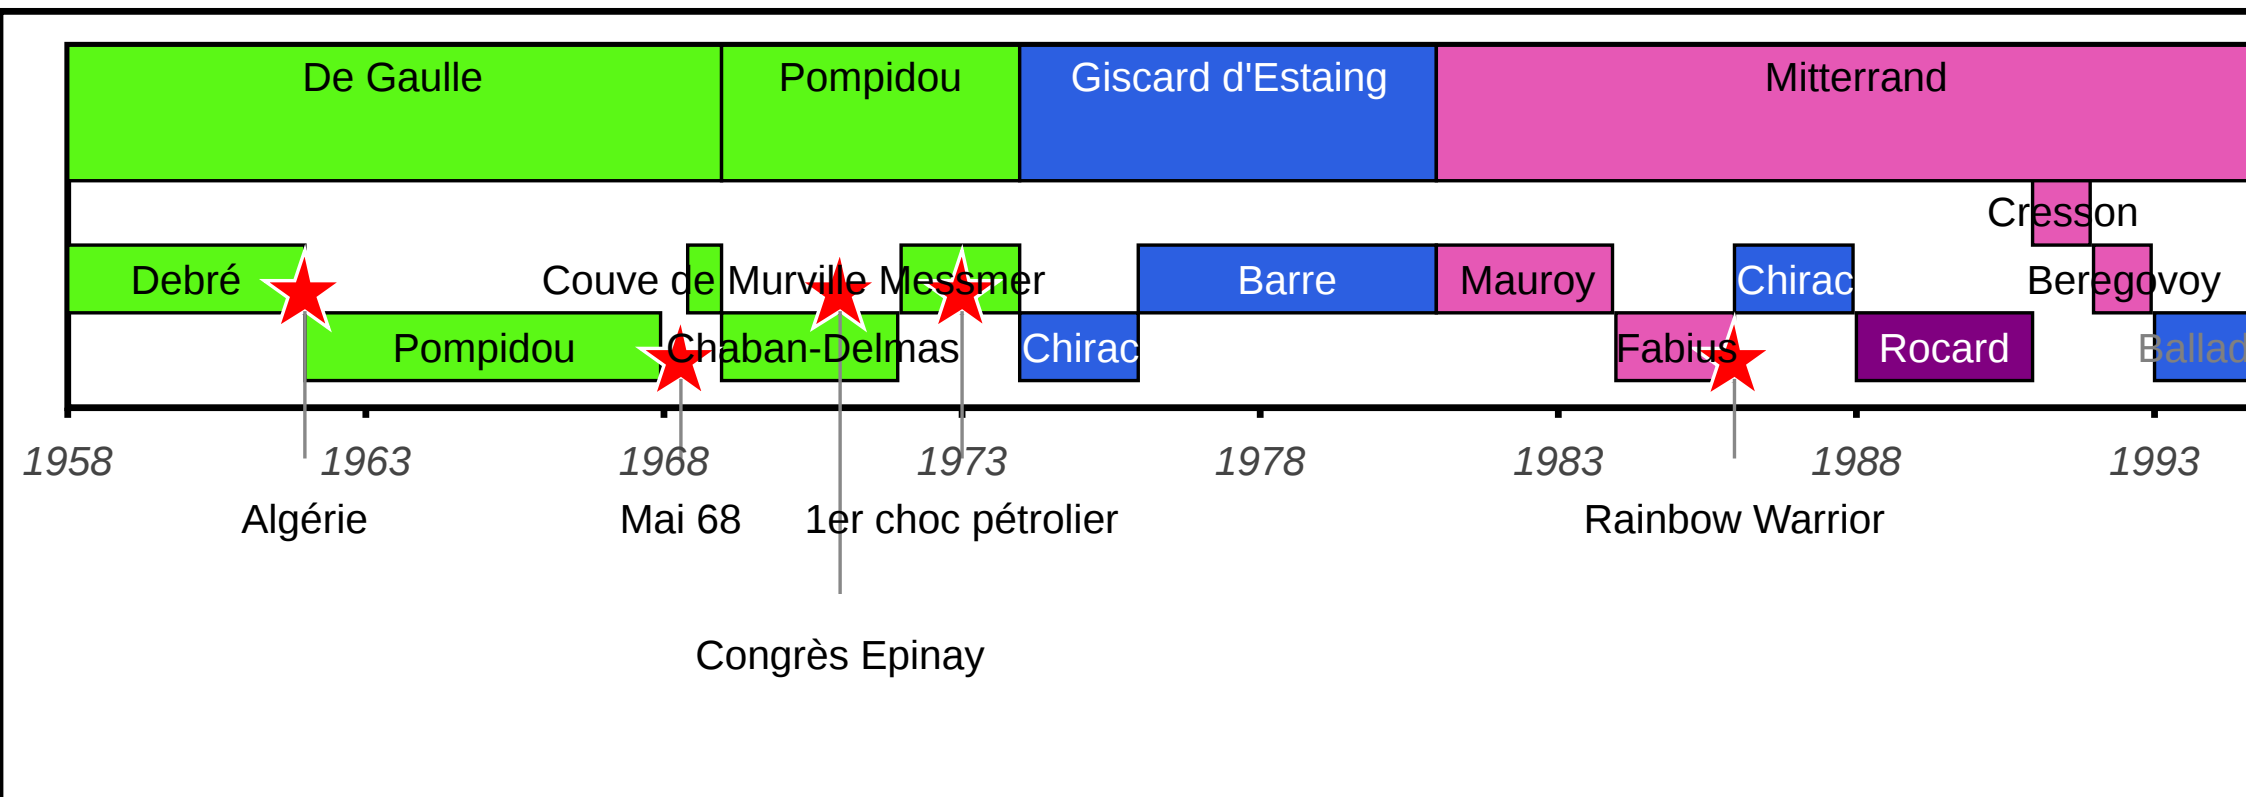 De Gaulle
Pompidou
Giscard d'Estaing
Mitterrand
Cresson
Debré
Couve de Murville
Messmer
Barre
Mauroy
Chirac
Beregovoy
Pompidou
Chaban-Delmas
Chirac
Fabius
Rocard
Ballad
1958
1963
1968
1973
1978
1983
1988
1993
Algérie
Mai 68
1er choc pétrolier
Rainbow Warrior
Congrès Epinay